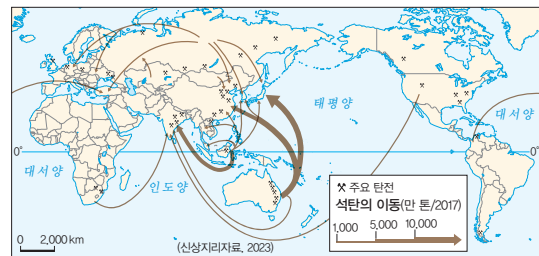 태평양
대서양
0°
0°
대서양
인도양
주요 탄전
석탄의 이동(만 톤/2017)
1,000
5,000
10,000
0
2,000 km
(신상지리자료, 2023)